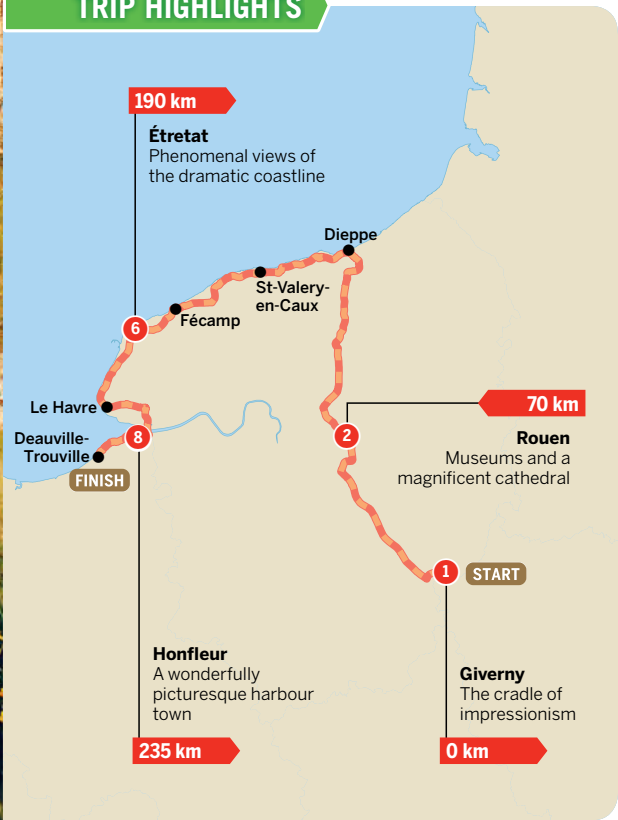 TRIP HIGHLIGHTS
190 km
Étretat
Phenomenal views of
the dramatic coastline
Dieppe
St-Valery-
en-Caux
Fécamp
6
Le Havre
70 km
Deauville-
Trouville
8
2
Rouen
Museums and a
magnificent cathedral
FINISH
1
START
Honfleur
A wonderfully
picturesque harbour
town
235 km
Giverny
The cradle of
impressionism
0 km